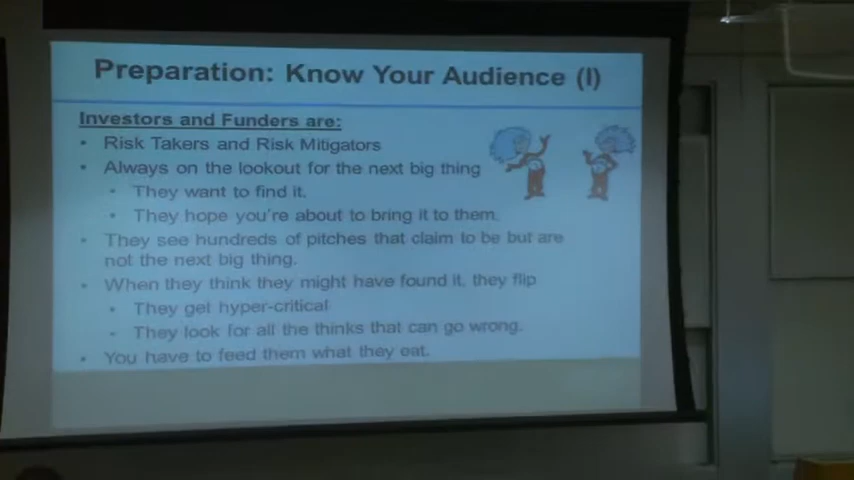 Preparation: Know Your Audience (I)
Investors and Funders are:
• Risk Takers and Risk Mitigators
• Always on the lookout for the next big thing
• They want to find it.
• They hope you're about to bring it to them.
• They see hundreds of pitches that claim to be but are
not the next big thing.
• When they think they might have found it, they flip
• They get hyper-critical
• They look for all the thinks that can go wrong.
• You have to feed them what they eat.